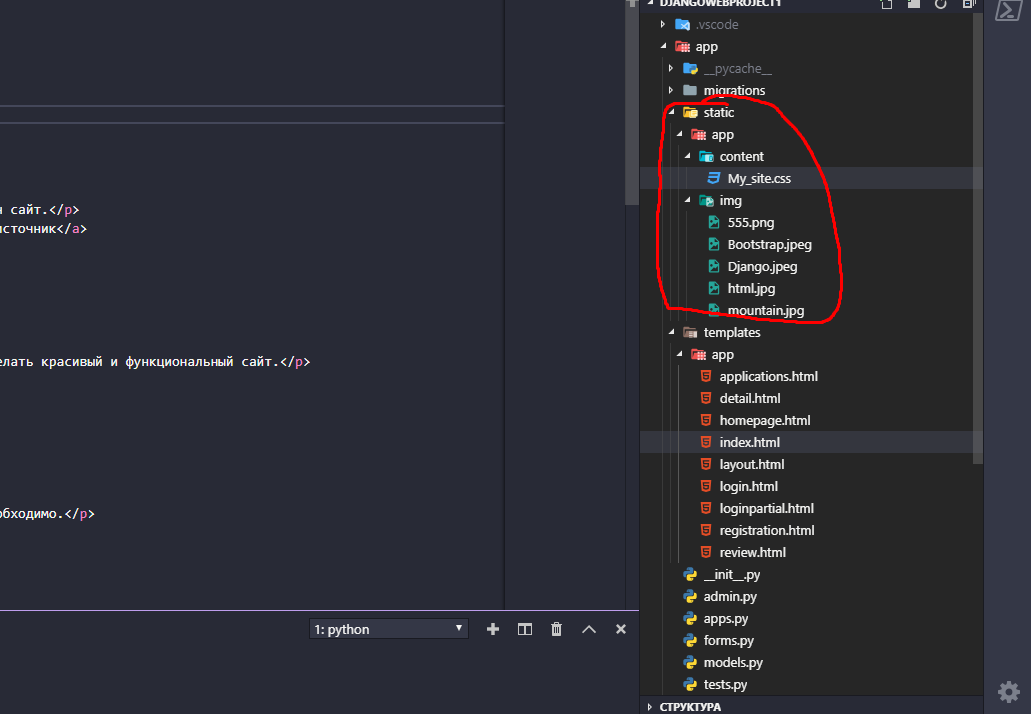 DJANGOWEBPROJECT1
.vscode
app
__pycache__
migrations
static
app
content
My_site.css
img
555.png
Bootstrap.jpeg
Django.jpeg
html.jpg
mountain.jpg
templates
app
applications.html
detail.html
homepage.html
index.html
layout.html
login.html
loginpartial.html
registration.html
review.html
__init__.py
admin.py
apps.py
forms.py
models.py
tests.py
СТРУКТУРА
сайт.</p>
источник</a>
елать красивый и функциональный сайт.</p>
обходимо.</p>
1: python